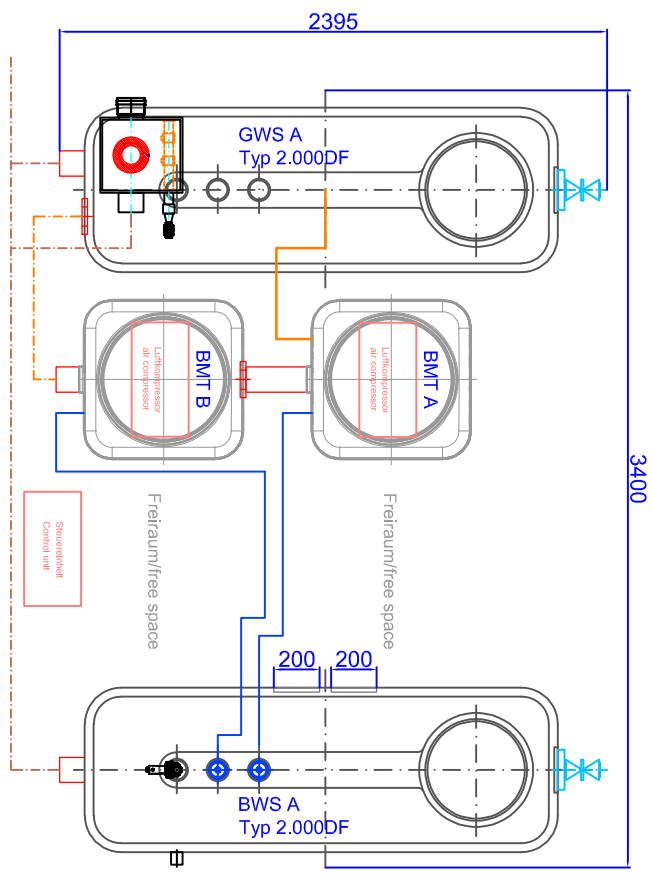 2395
GWS A
Typ 2.000DF
BMT B
Luftkompressor
air compressor
BMT A
Luftkompressor
air compressor
3400
Steuereinheit
Control unit
Freiraum/free space
Freiraum/free space
200
200
BWS A
Typ 2.000DF